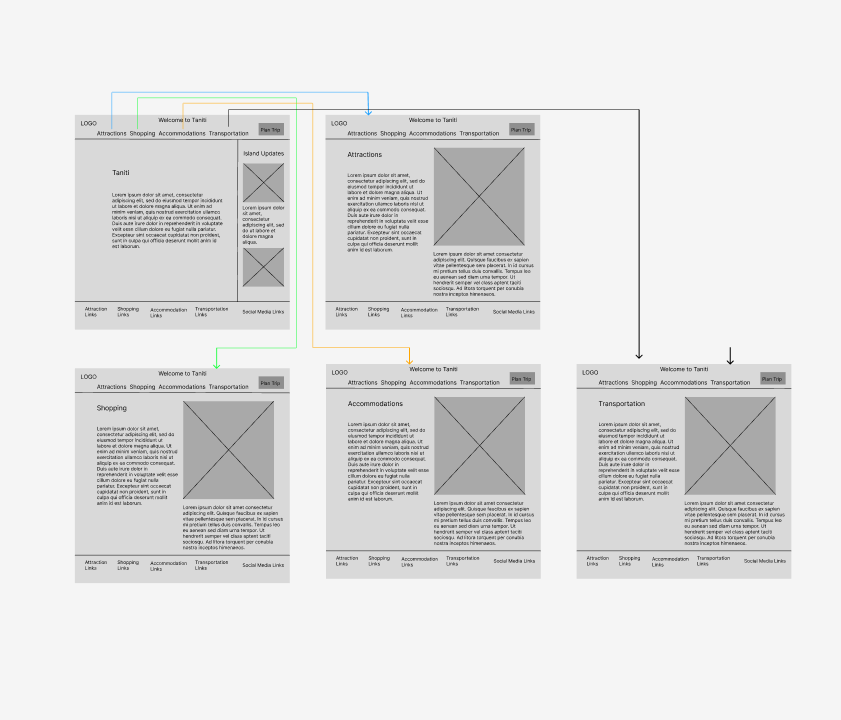 LOGO
Welcome to Taniti
Attractions Shopping Accommodations Transportation
Plan Trip
Taniti
Lorem ipsum dolor sit amet, consectetur
adipiscing elit, sed do eiusmod tempor
incididunt ut labore et dolore magna
aliqua. Ut enim ad minim
veniam, quis nostrud exercitation ullamco
laboris nisi ut aliquip ex ea commodo consequat.
Duis aute irure dolor in reprehenderit in voluptate
velit esse cillum dolore eu fugiat nulla pariatur.
Excepteur sint occaecat cupidatat non proident,
sunt in culpa qui officia deserunt mollit anim id
est laborum.
Island Updates
Lorem ipsum dolor
sit amet,
consectetur
adipiscing elit, sed
do ut labore et
dolore magna
aliqua.
Attraction
Links
Shopping
Links
Accommodation
Links
Transportation
Links
Social Media Links
LOGO
Welcome to Taniti
Attractions Shopping Accommodations Transportation
Plan Trip
Attractions
Lorem ipsum dolor sit amet,
consectetur adipiscing elit, sed do
eiusmod tempor incididunt ut
labore et dolore magna aliqua. Ut
enim ad minim veniam, quis nostrud
exercitation ullamco laboris nisi ut
aliquip ex ea commodo consequat.
Duis aute irure dolor in
reprehenderit in voluptate velit esse
cillum dolore eu fugiat nulla
pariatur. Excepteur sint occaecat
cupidatat non proident, sunt in
culpa qui officia deserunt mollit
anim id est laborum.
Lorem ipsum dolor sit amet consectetur
adipiscing elit. Quisque faucibus ex sapien
vitae pellentesque sem placerat. In id cursus
mi pretium tellus duis convallis. Tempus leo
eu aenean sed diam urna tempor. Ut
hendrerit semper vel class aptent taciti
sociosqu. Ad litora torquent per conubia
nostra inceptos himenaeos.
Attraction
Links
Shopping
Links
Accommodation
Links
Transportation
Links
Social Media Links
LOGO
Welcome to Taniti
Attractions Shopping Accommodations Transportation
Plan Trip
Shopping
Lorem ipsum dolor sit amet,
consectetur adipiscing elit, sed do
eiusmod tempor incididunt ut
labore et dolore magna aliqua. Ut
enim ad minim veniam, quis nostrud
exercitation ullamco laboris nisi ut
aliquip ex ea commodo consequat.
Duis aute irure dolor in
reprehenderit in voluptate velit esse
cillum dolore eu fugiat nulla
pariatur. Excepteur sint occaecat
cupidatat non proident, sunt in
culpa qui officia deserunt mollit
anim id est laborum.
Lorem ipsum dolor sit amet consectetur
adipiscing elit. Quisque faucibus ex sapien
vitae pellentesque sem placerat. In id cursus
mi pretium tellus duis convallis. Tempus leo
eu aenean sed diam urna tempor. Ut
hendrerit semper vel class aptent taciti
sociosqu. Ad litora torquent per conubia
nostra inceptos himenaeos.
Attraction
Links
Shopping
Links
Accommodation
Links
Transportation
Links
Social Media Links
LOGO
Welcome to Taniti
Attractions Shopping Accommodations Transportation
Plan Trip
Accommodations
Lorem ipsum dolor sit amet,
consectetur adipiscing elit, sed do
eiusmod tempor incididunt ut
labore et dolore magna aliqua. Ut
enim ad minim veniam, quis nostrud
exercitation ullamco laboris nisi ut
aliquip ex ea commodo consequat.
Duis aute irure dolor in
reprehenderit in voluptate velit esse
cillum dolore eu fugiat nulla
pariatur. Excepteur sint occaecat
cupidatat non proident, sunt in
culpa qui officia deserunt mollit
anim id est laborum.
Lorem ipsum dolor sit amet consectetur
adipiscing elit. Quisque faucibus ex sapien
vitae pellentesque sem placerat. In id cursus
mi pretium tellus duis convallis. Tempus leo
eu aenean sed diam urna tempor. Ut
hendrerit semper vel class aptent taciti
sociosqu. Ad litora torquent per conubia
nostra inceptos himenaeos.
Attraction
Links
Shopping
Links
Accommodation
Links
Transportation
Links
Social Media Links
LOGO
Welcome to Taniti
Attractions Shopping Accommodations Transportation
Plan Trip
Transportation
Lorem ipsum dolor sit amet,
consectetur adipiscing elit, sed do
eiusmod tempor incididunt ut
labore et dolore magna aliqua. Ut
enim ad minim veniam, quis nostrud
exercitation ullamco laboris nisi ut
aliquip ex ea commodo consequat.
Duis aute irure dolor in
reprehenderit in voluptate velit esse
cillum dolore eu fugiat nulla
pariatur. Excepteur sint occaecat
cupidatat non proident, sunt in
culpa qui officia deserunt mollit
anim id est laborum.
Lorem ipsum dolor sit amet consectetur
adipiscing elit. Quisque faucibus ex sapien
vitae pellentesque sem placerat. In id cursus
mi pretium tellus duis convallis. Tempus leo
eu aenean sed diam urna tempor. Ut
hendrerit semper vel class aptent taciti
sociosqu. Ad litora torquent per conubia
nostra inceptos himenaeos.
Attraction
Links
Shopping
Links
Accommodation
Links
Transportation
Links
Social Media Links